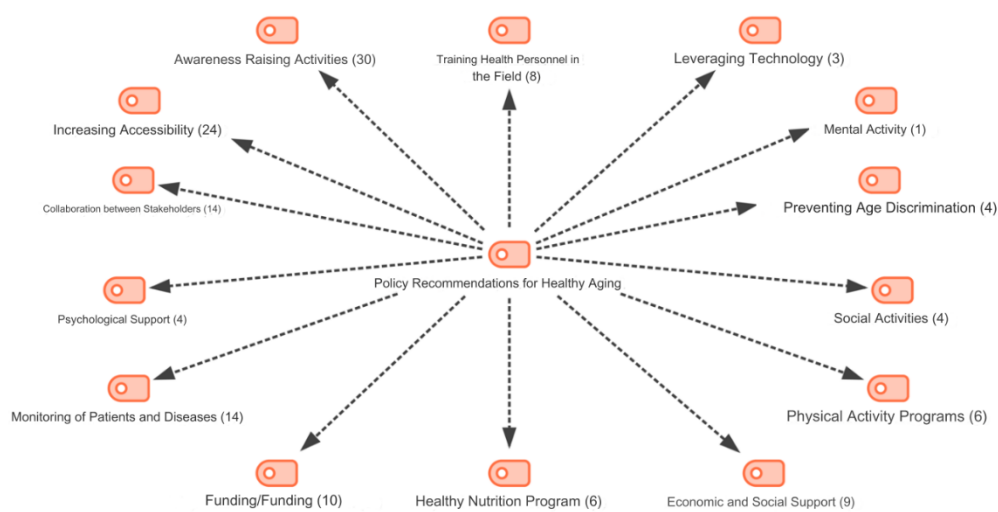 Awareness Raising Activities (30)
Training Health Personnel in
the Field (8)
Leveraging Technology (3)
Increasing Accessibility (24)
Mental Activity (1)
Collaboration between Stakeholders (14)
Preventing Age Discrimination (4)
Policy Recommendations for Healthy Aging
Psychological Support (4)
Social Activities (4)
Monitoring of Patients and Diseases (14)
Physical Activity Programs (6)
Funding/Funding (10)
Healthy Nutrition Program (6)
Economic and Social Support (9)